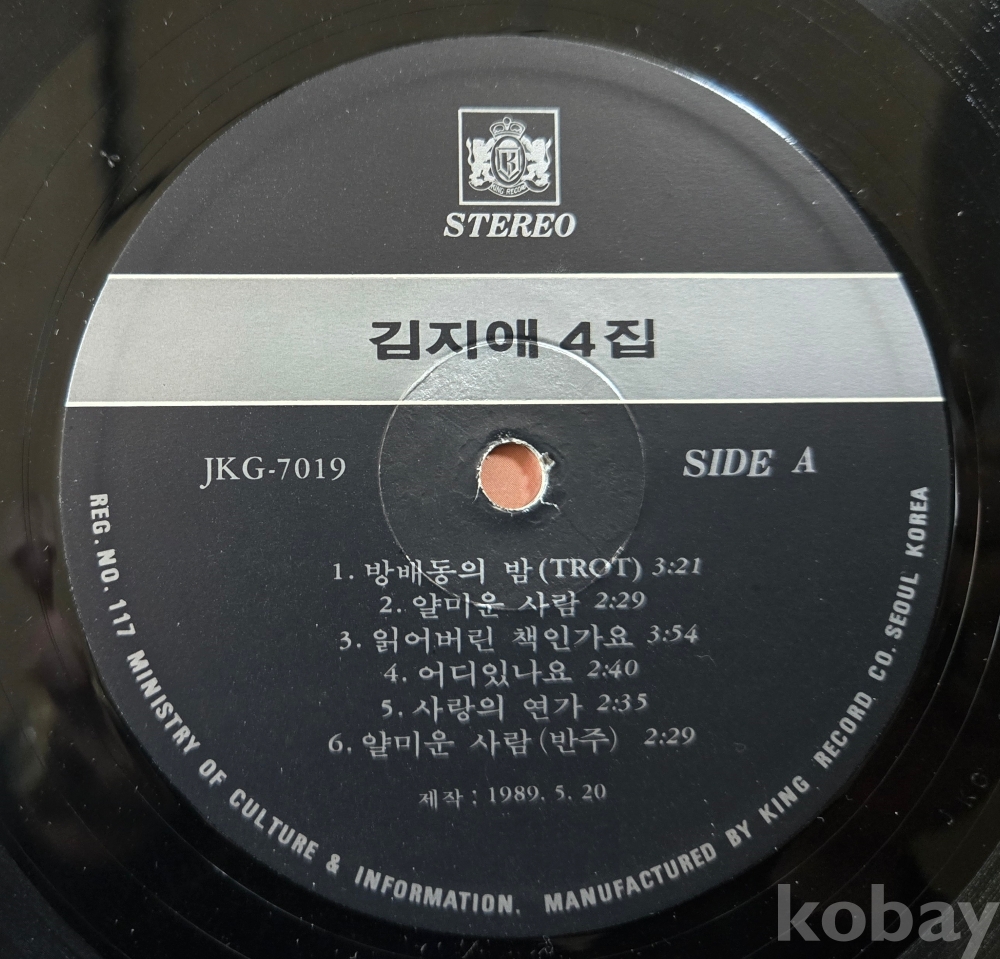 KING RECORD
STEREO
김지애 4집
JKG-7019
SIDE A
1. 방배동의 밤(TROT) 3:21
2. 얄미운 사람 2:29
3. 읽어버린 책인가요 3:54
4. 어디있나요 2:40
5. 사랑의 연가 2:35
6. 얄미운 사람(반주) 2:29
제작 : 1989. 5. 20
REG. NO. 117 MINISTRY OF CULTURE & INFORMATION. MANUFACTURED BY KING RECORD CO. SEOUL KOREA
kobay